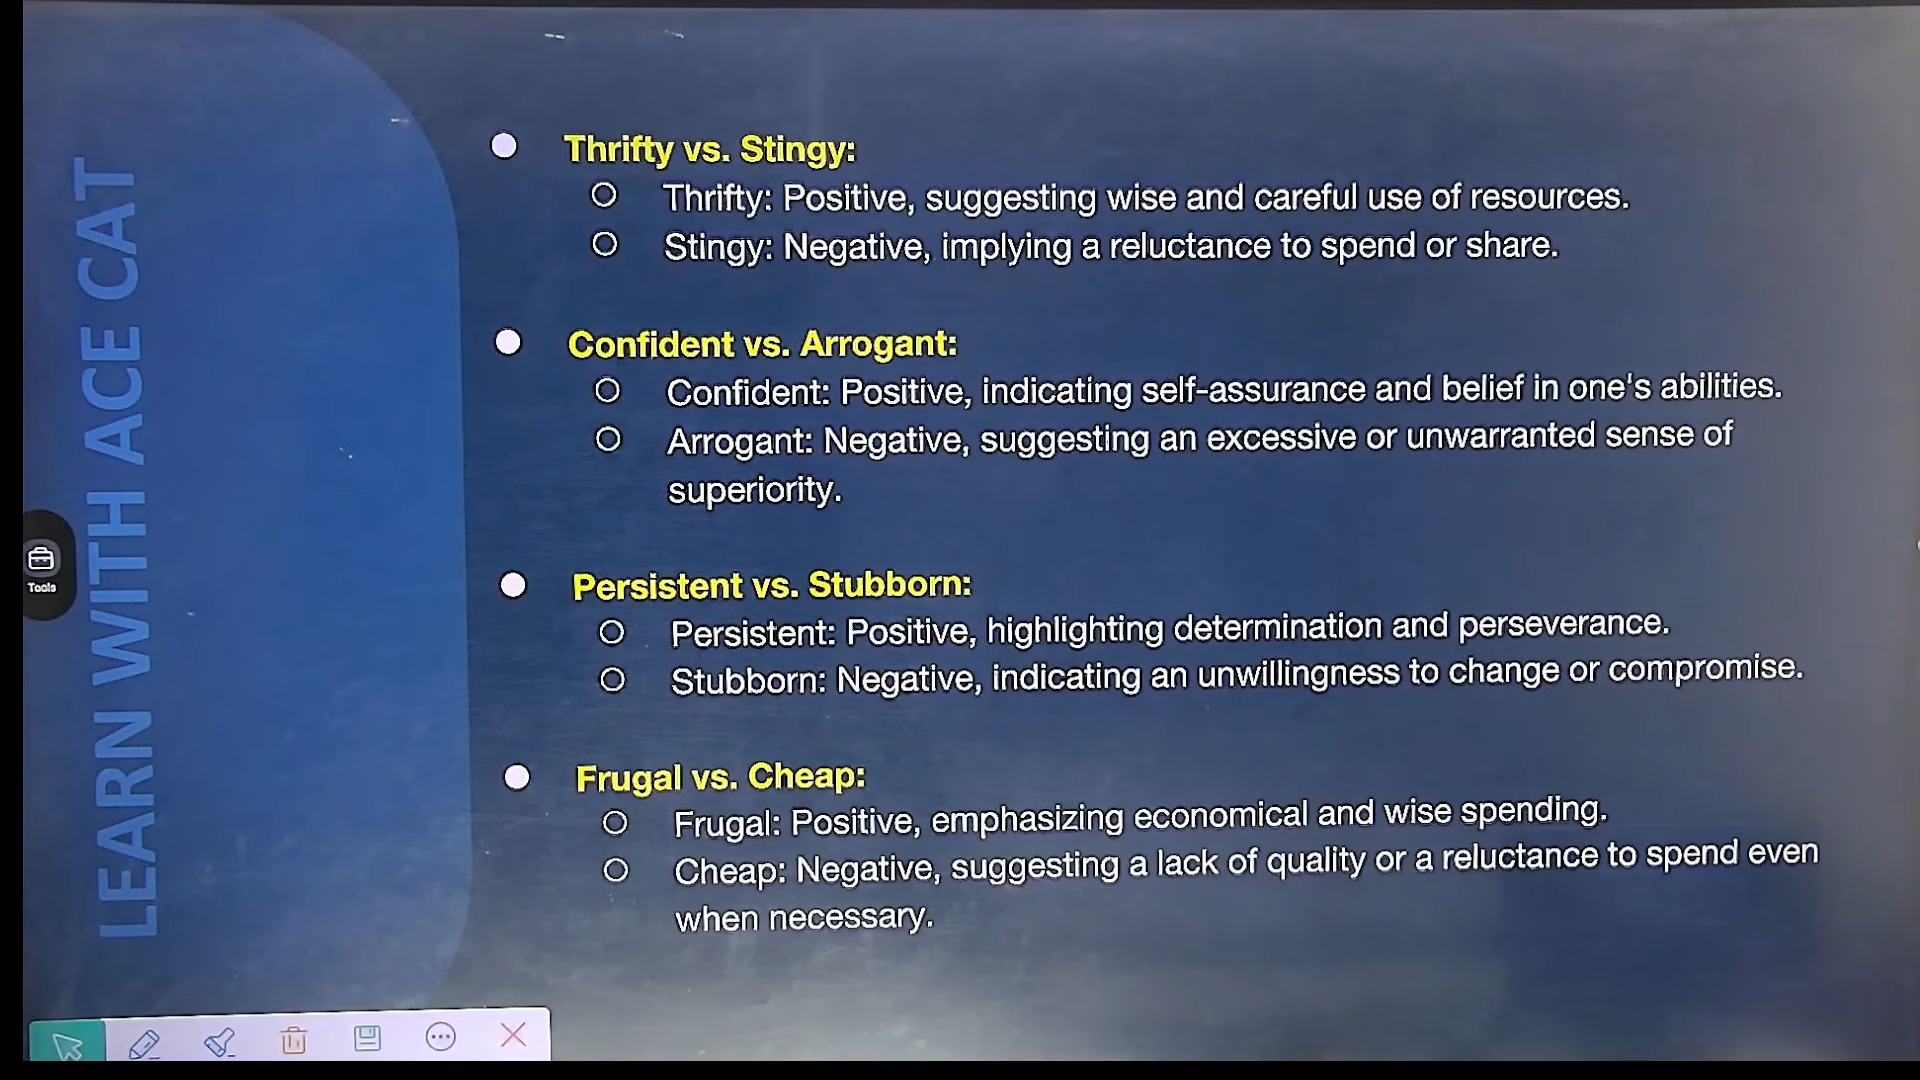 LEARN WITH ACE CAT
Thrifty vs. Stingy:
Thrifty: Positive, suggesting wise and careful use of resources.
Stingy: Negative, implying a reluctance to spend or share.
Confident vs. Arrogant:
Confident: Positive, indicating self-assurance and belief in one's abilities.
Arrogant: Negative, suggesting an excessive or unwarranted sense of
superiority.
Persistent vs. Stubborn:
Persistent: Positive, highlighting determination and perseverance.
Stubborn: Negative, indicating an unwillingness to change or compromise.
Frugal vs. Cheap:
Frugal: Positive, emphasizing economical and wise spending.
Cheap: Negative, suggesting a lack of quality or a reluctance to spend even
when necessary.
Tools